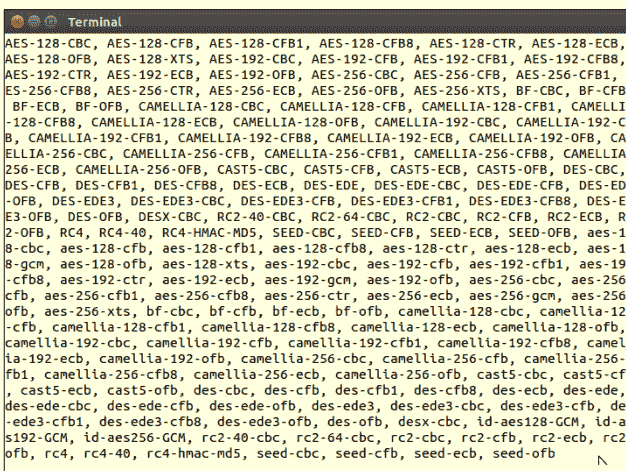 Terminal
AES-128-CBC, AES-128-CFB, AES-128-CFB1, AES-128-CFB8, AES-128-CTR, AES-128-ECB,
AES-128-OFB, AES-128-XTS, AES-192-CBC, AES-192-CFB, AES-192-CFB1, AES-192-CFB8,
AES-192-CTR, AES-192-ECB, AES-192-OFB, AES-256-CBC, AES-256-CFB, AES-256-CFB1,
ES-256-CFB8, AES-256-CTR, AES-256-ECB, AES-256-OFB, AES-256-XTS, BF-CBC, BF-CFB
BF-ECB, BF-OFB, CAMELLIA-128-CBC, CAMELLIA-128-CFB, CAMELLIA-128-CFB1, CAMELLI
-128-CFB8, CAMELLIA-128-ECB, CAMELLIA-128-OFB, CAMELLIA-192-CBC, CAMELLIA-192-C
B, CAMELLIA-192-CFB1, CAMELLIA-192-CFB8, CAMELLIA-192-ECB, CAMELLIA-192-OFB, CA
ELLIA-256-CBC, CAMELLIA-256-CFB, CAMELLIA-256-CFB1, CAMELLIA-256-CFB8, CAMELLIA
256-ECB, CAMELLIA-256-OFB, CAST5-CBC, CAST5-CFB, CAST5-ECB, CAST5-OFB, DES-CBC,
DES-CFB, DES-CFB1, DES-CFB8, DES-ECB, DES-EDE, DES-EDE-CBC, DES-EDE-CFB, DES-ED
-OFB, DES-EDE3, DES-EDE3-CBC, DES-EDE3-CFB, DES-EDE3-CFB1, DES-EDE3-CFB8, DES-E
E3-OFB, DES-OFB, DESX-CBC, RC2-40-CBC, RC2-64-CBC, RC2-CBC, RC2-CFB, RC2-ECB, R
2-OFB, RC4, RC4-40, RC4-HMAC-MD5, SEED-CBC, SEED-CFB, SEED-ECB, SEED-OFB, aes-1
8-cbc, aes-128-cfb, aes-128-cfb1, aes-128-cfb8, aes-128-ctr, aes-128-ecb, aes-1
8-gcm, aes-128-ofb, aes-128-xts, aes-192-cbc, aes-192-cfb, aes-192-cfb1, aes-19
-cfb8, aes-192-ctr, aes-192-ecb, aes-192-gcm, aes-192-ofb, aes-256-cbc, aes-256
cfb, aes-256-cfb1, aes-256-cfb8, aes-256-ctr, aes-256-ecb, aes-256-gcm, aes-256
ofb, aes-256-xts, bf-cbc, bf-cfb, bf-ecb, bf-ofb, camellia-128-cbc, camellia-12
-cfb, camellia-128-cfb1, camellia-128-cfb8, camellia-128-ecb, camellia-128-ofb,
camellia-192-cbc, camellia-192-cfb, camellia-192-cfb1, camellia-192-cfb8, camel
ia-192-ecb, camellia-192-ofb, camellia-256-cbc, camellia-256-cfb, camellia-256-
fb1, camellia-256-cfb8, camellia-256-ecb, camellia-256-ofb, cast5-cbc, cast5-cf
, cast5-ecb, cast5-ofb, des-cbc, des-cfb, des-cfb1, des-cfb8, des-ecb, des-ede,
des-ede-cbc, des-ede-cfb, des-ede-ofb, des-ede3, des-ede3-cbc, des-ede3-cfb, de
-ede3-cfb1, des-ede3-cfb8, des-ede3-ofb, des-ofb, desx-cbc, id-aes128-GCM, id-a
s192-GCM, id-aes256-GCM, rc2-40-cbc, rc2-64-cbc, rc2-cbc, rc2-cfb, rc2-ecb, rc2
ofb, rc4, rc4-40, rc4-hmac-md5, seed-cbc, seed-cfb, seed-ecb, seed-ofb